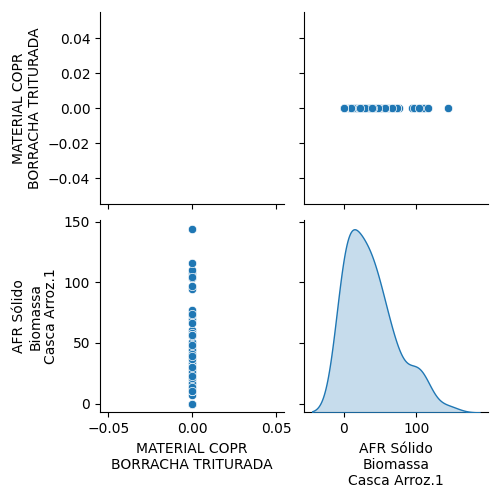 MATERIAL COPR
BORRACHA TRITURADA
0.04
0.02
0.00
−0.02
−0.04
AFR Sólido
Biomassa
Casca Arroz.1
150
100
50
0
−0.05
0.00
0.05
MATERIAL COPR
BORRACHA TRITURADA
0
100
AFR Sólido
Biomassa
Casca Arroz.1